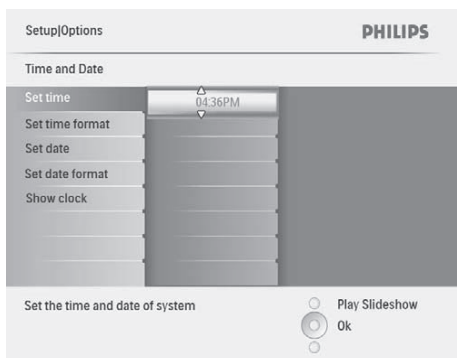 Setup|Options
PHILIPS
Time and Date
Set time
04:36PM
Set time format
Set date
Set date format
Show clock
Set the time and date of system
Play Slideshow
Ok